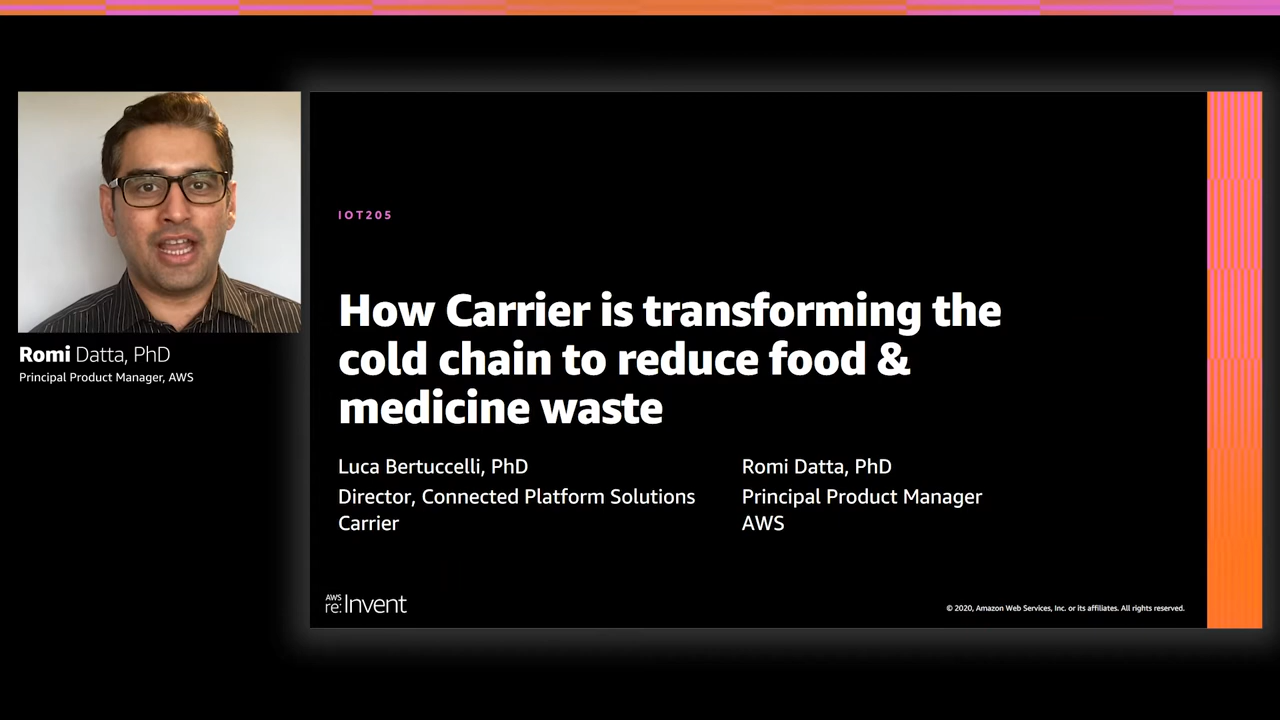 Romi Datta, PhD
Principal Product Manager, AWS
IOT205
How Carrier is transforming the
cold chain to reduce food &
medicine waste
Luca Bertuccelli, PhD
Director, Connected Platform Solutions
Carrier
Romi Datta, PhD
Principal Product Manager
AWS
AWS
re:Invent
© 2020, Amazon Web Services, Inc. or its affiliates. All rights reserved.